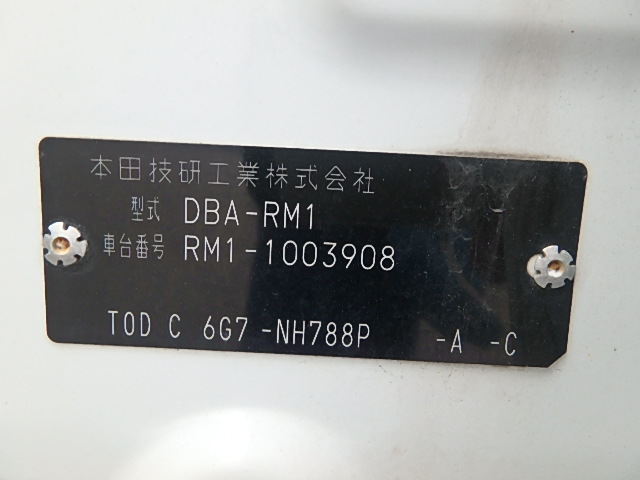 本田技研工業株式会社
型式 DBA-RM1
車台番号 RM1-1003908
TOD C 6G7 -NH788P -A -C